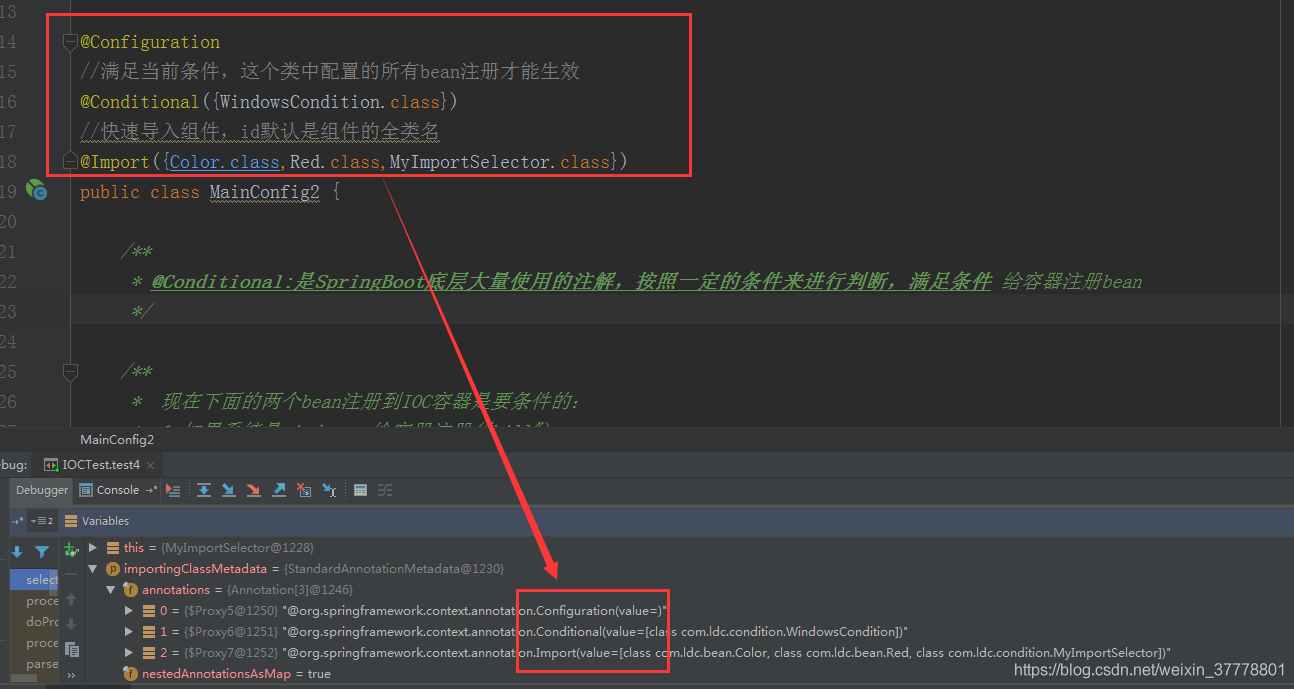 13
14 @Configuration
15 //满足当前条件，这个类中配置的所有bean注册才能生效
16 @Conditional({WindowsCondition.class})
17 //快速导入组件，id默认是组件的全类名
18 @Import({Color.class,Red.class,MyImportSelector.class})
19 public class MainConfig2 {
20
21 /**
22 * @Conditional:是SpringBoot底层大量使用的注解，按照一定的条件来进行判断，满足条件 给容器注册bean
23 */
24
25 /**
26 * 现在下面的两个bean注册到IOC容器是要条件的:
MainConfig2
bug: IOCTest.test4
Debugger Console
2 Variables
this = {MyImportSelector@1228}
importingClassMetadata = {StandardAnnotationMetadata@1230}
select annotations = {Annotation[3]@1246}
proce 0 = {$Proxy5@1250} "@org.springframework.context.annotation.Configuration(value=)"
doPro 1 = {$Proxy6@1251} "@org.springframework.context.annotation.Conditional(value=[class com.ldc.condition.WindowsCondition])"
proce 2 = {$Proxy7@1252} "@org.springframework.context.annotation.Import(value=[class com.ldc.bean.Color, class com.ldc.bean.Red, class com.ldc.condition.MyImportSelector])"
parse nestedAnnotationsAsMap = true
https://blog.csdn.net/weixin_37778801